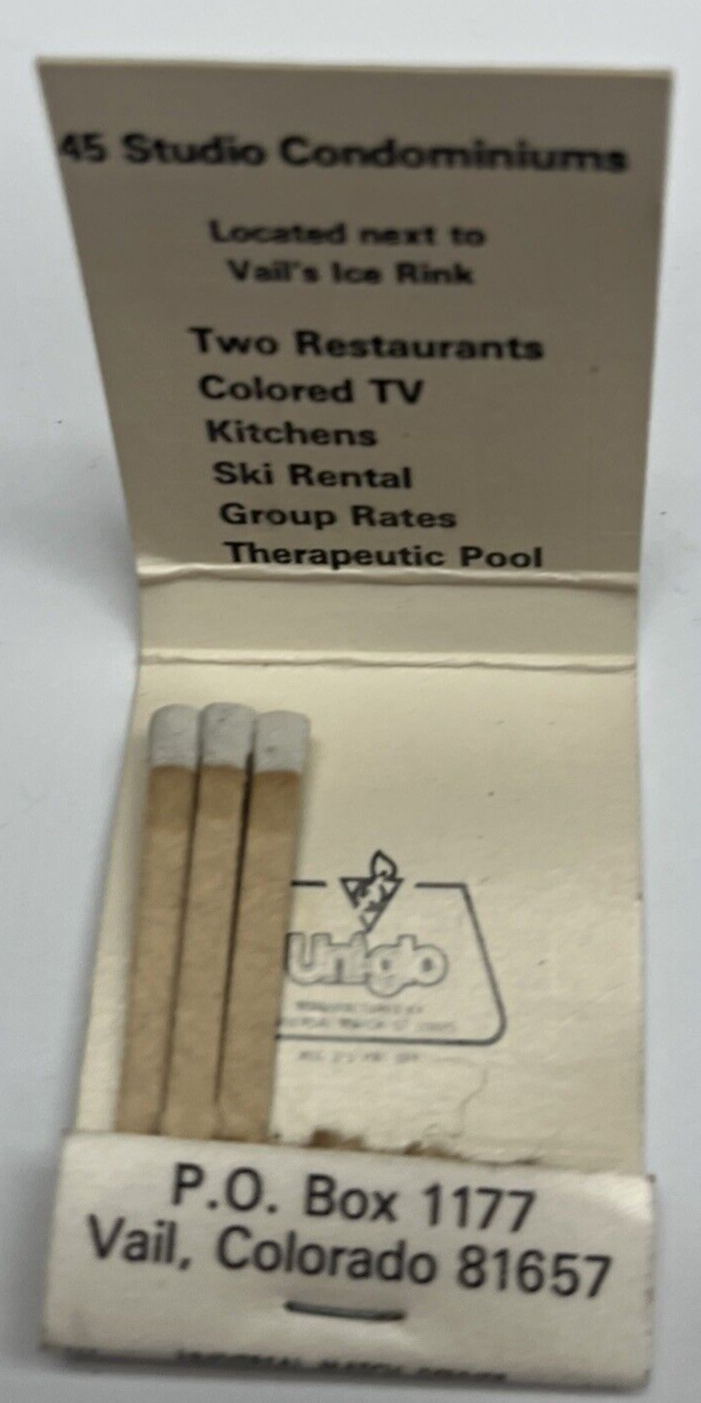 45 Studio Condominiums
Located next to
Vail's Ice Rink
Two Restaurants
Colored TV
Kitchens
Ski Rental
Group Rates
Therapeutic Pool
Uniglo
P.O. Box 1177
Vail, Colorado 81657